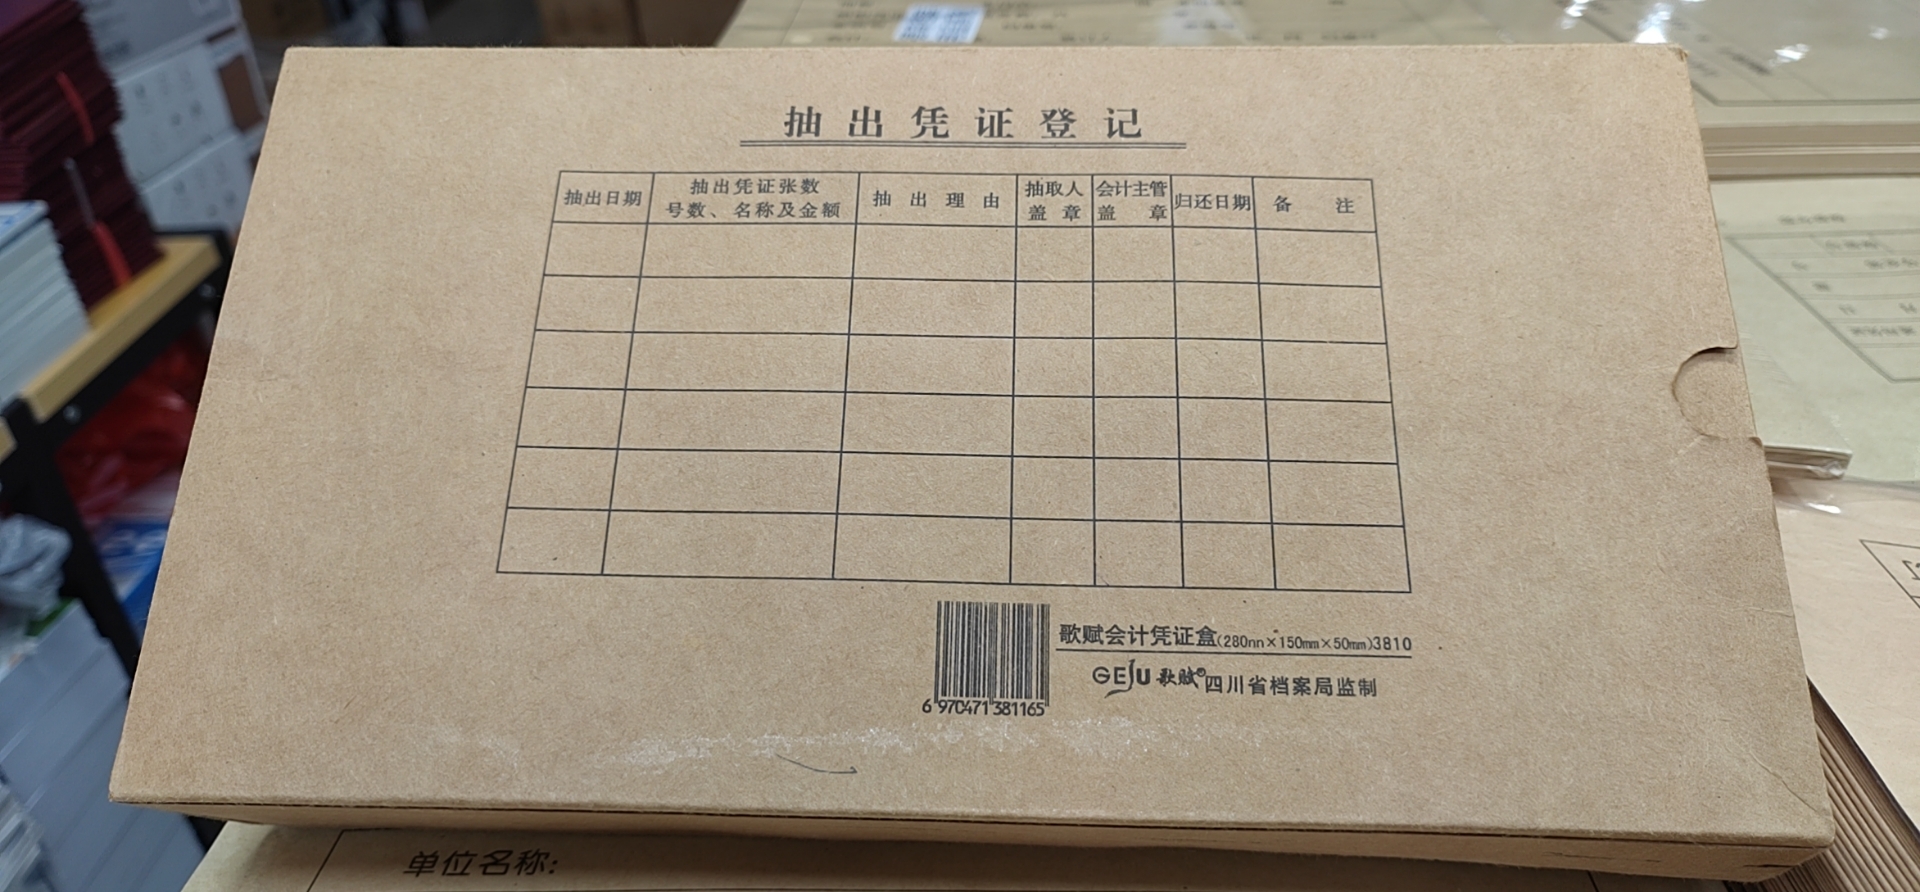 抽出凭证登记
抽出日期
抽出凭证张数
号数、名称及金额
抽出理由
抽取人
盖章
会计主管
盖章
归还日期
备注
歌赋会计凭证盒(280nn×150mm×50mm)3810
GEFU 歌赋® 四川省档案局监制
6 970471 381165
单位名称: